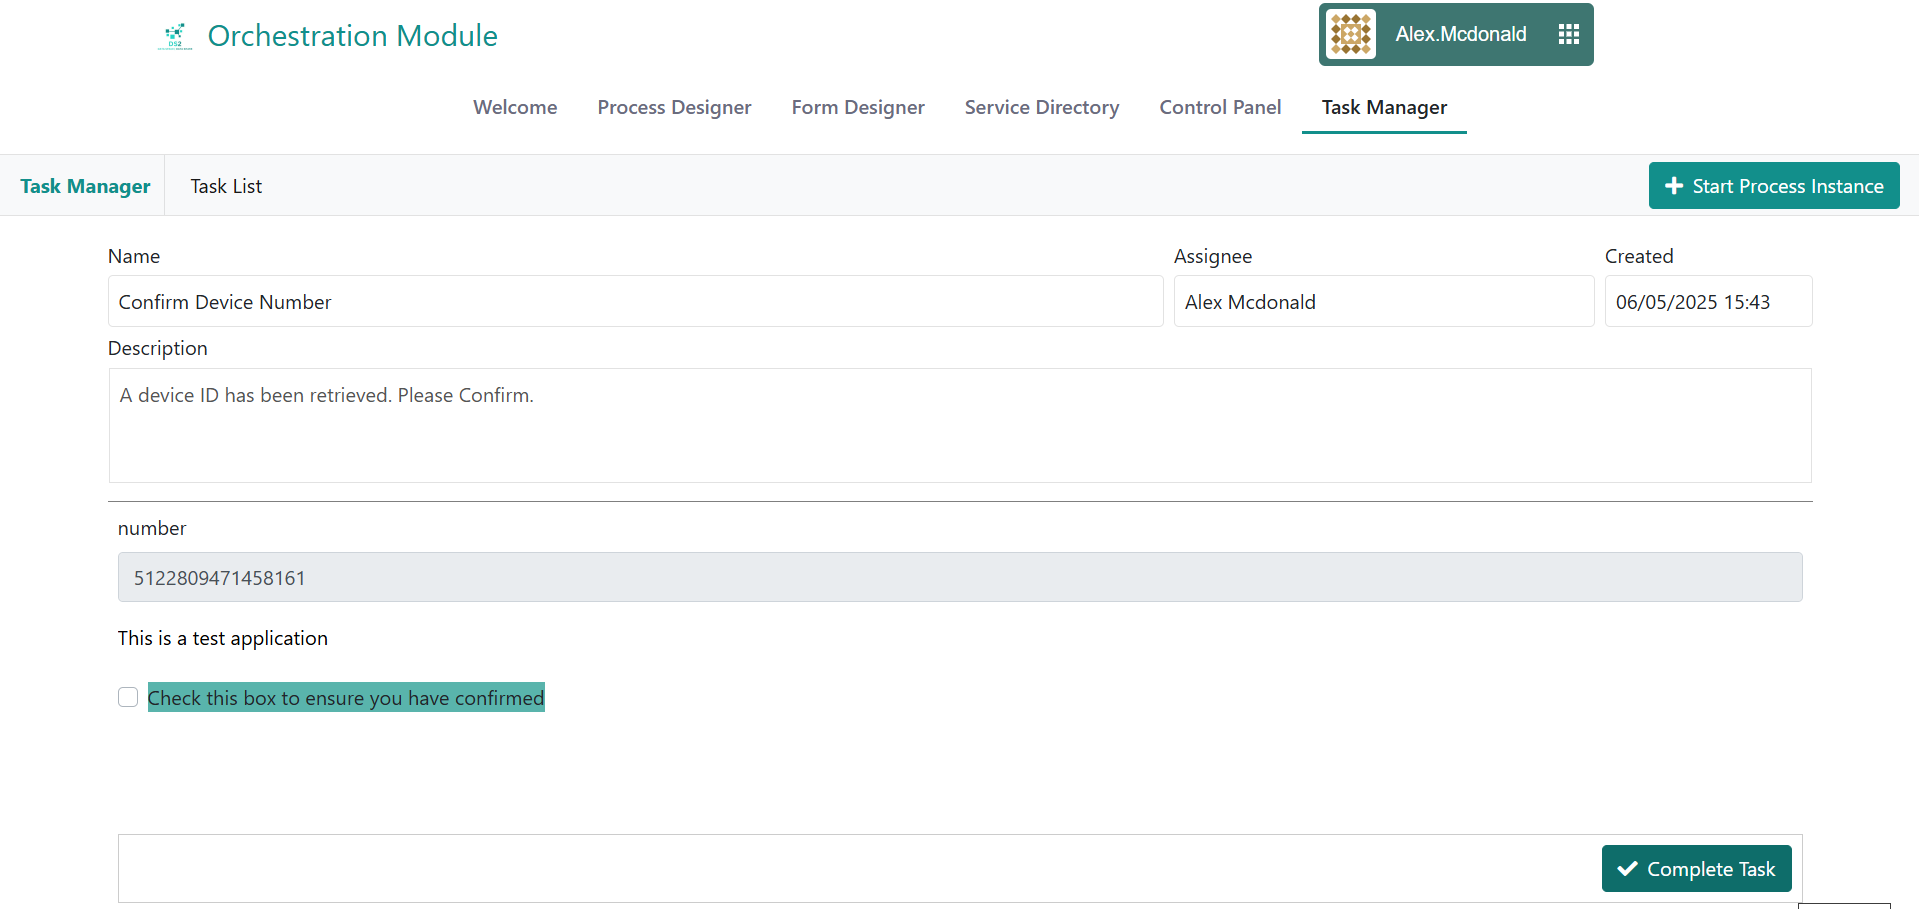 DS2
Orchestration Module
Alex.Mcdonald
Welcome
Process Designer
Form Designer
Service Directory
Control Panel
Task Manager
Task Manager
Task List
Start Process Instance
Name
Assignee
Created
Confirm Device Number
Alex Mcdonald
06/05/2025 15:43
Description
A device ID has been retrieved. Please Confirm.
number
5122809471458161
This is a test application
Check this box to ensure you have confirmed
Complete Task